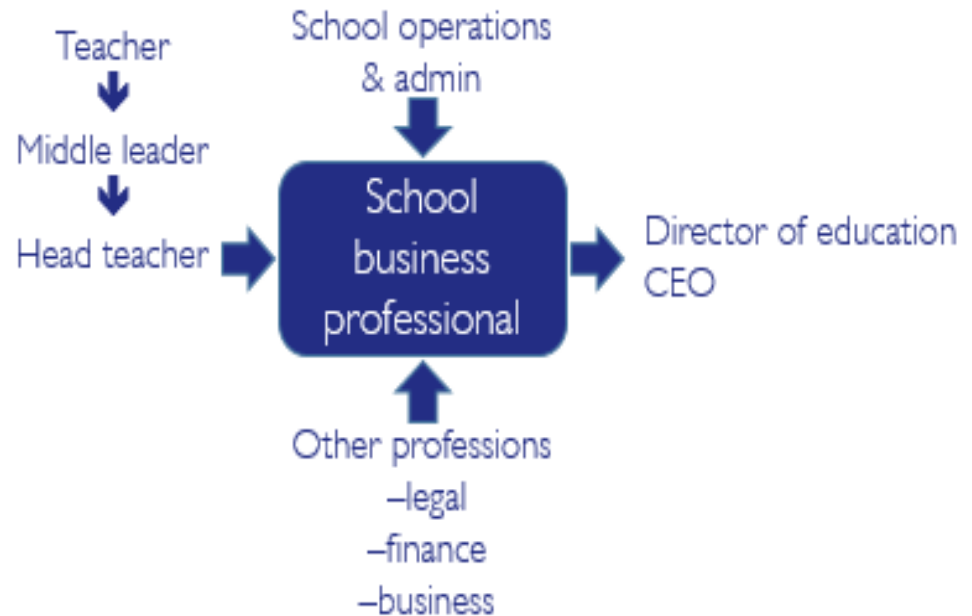 Teacher
Middle leader
Head teacher
School operations
& admin
School
business
professional
Director of education
CEO
Other professions
–legal
–finance
–business